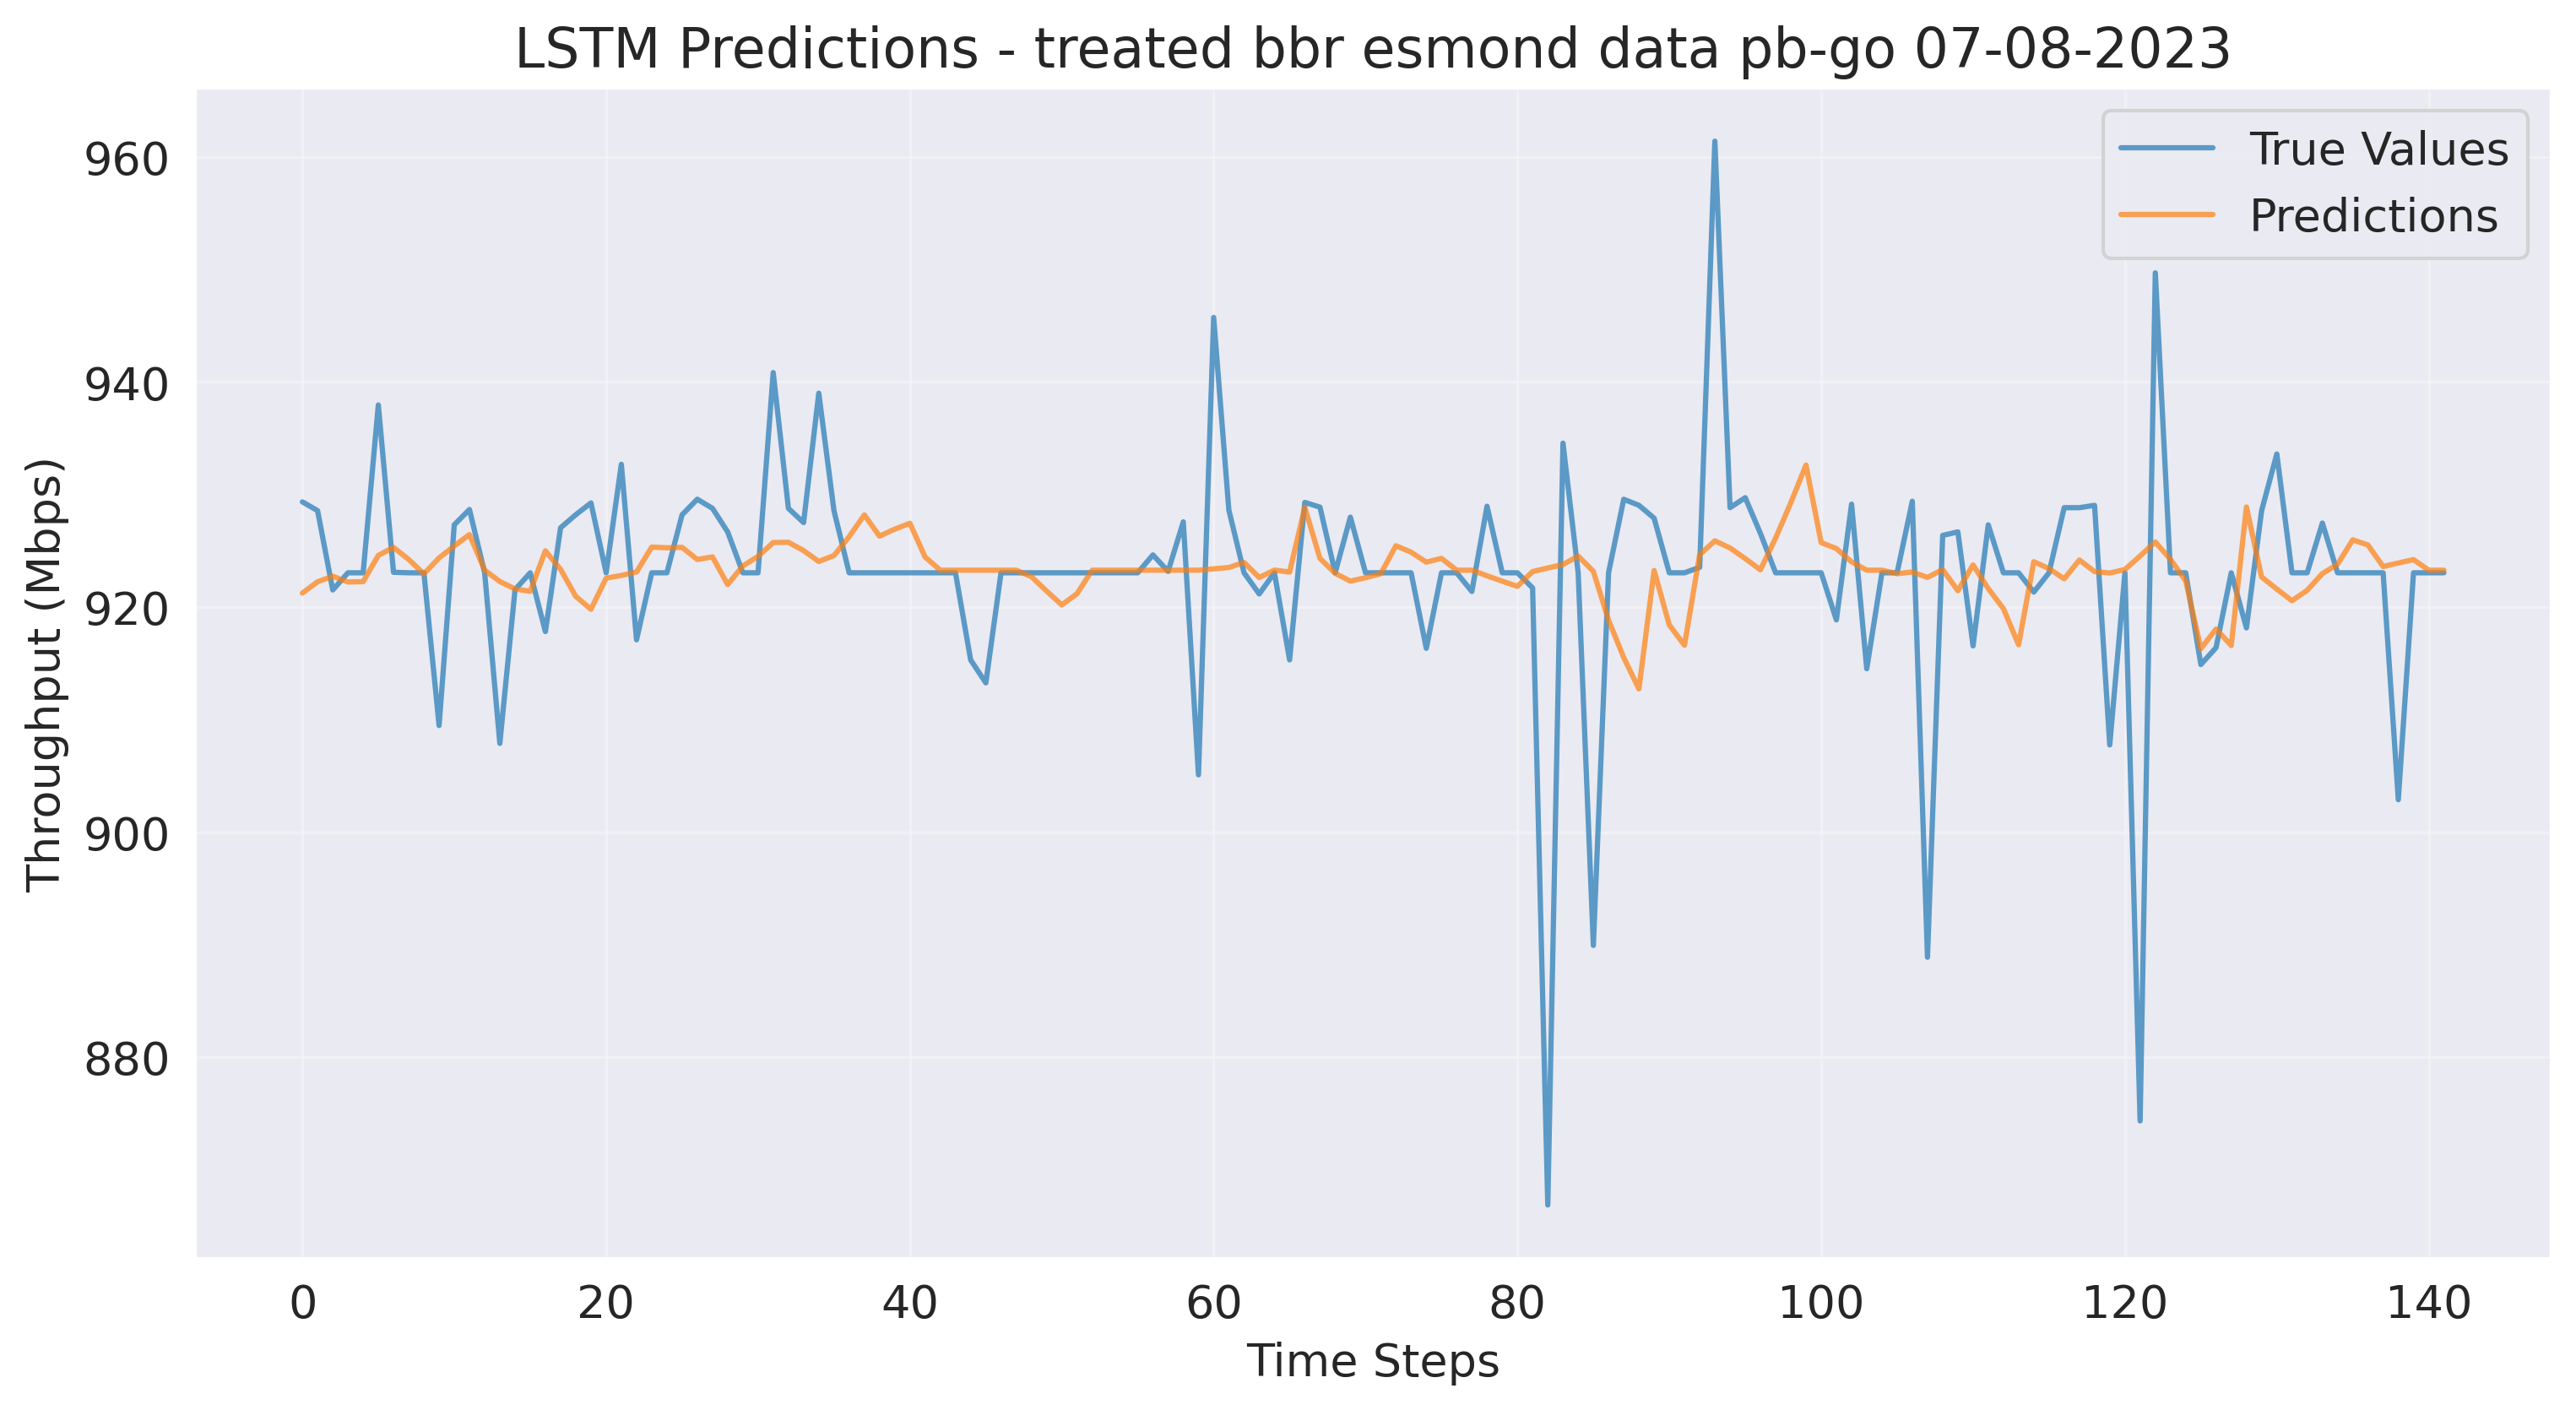 LSTM Predictions - treated bbr esmond data pb-go 07-08-2023
True Values
Predictions
Throughput (Mbps)
960
940
920
900
880
0 20 40 60 80 100 120 140
Time Steps